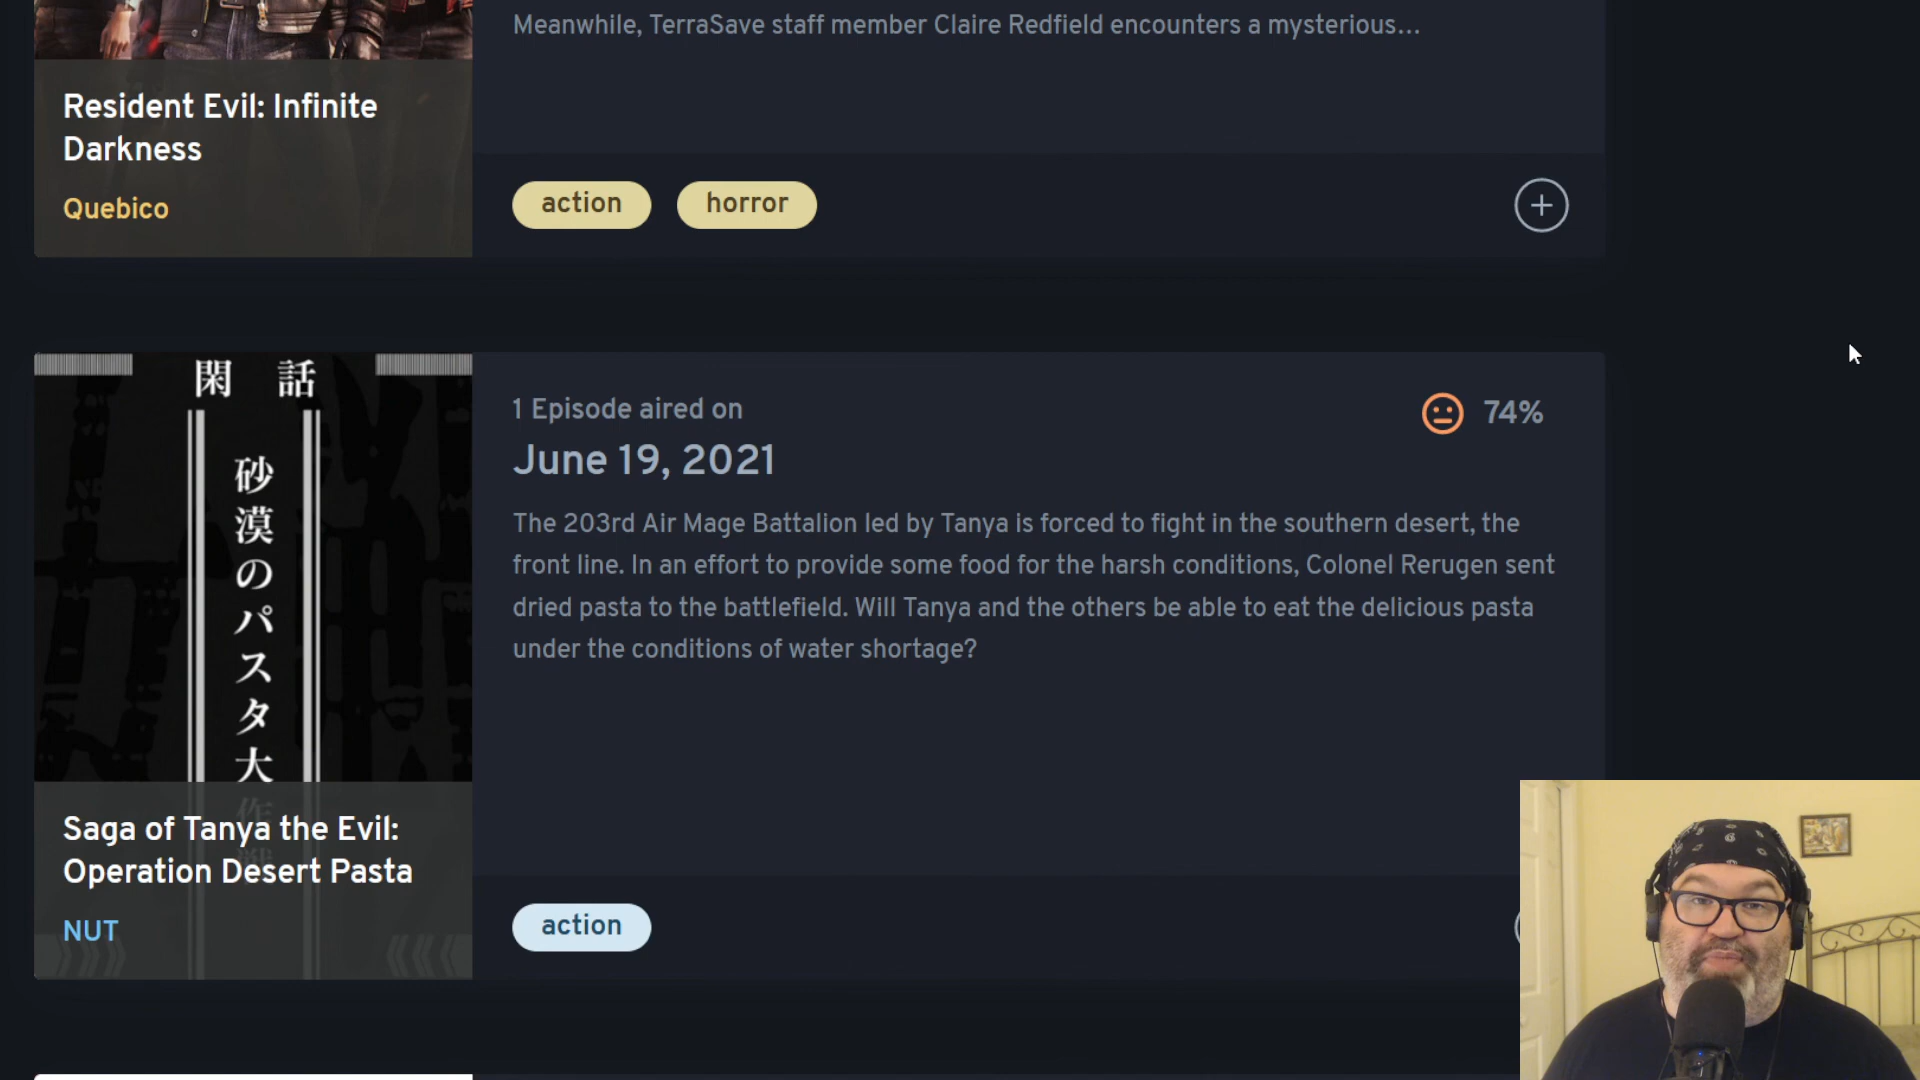 Meanwhile, TerraSave staff member Claire Redfield encounters a mysterious...
Resident Evil: Infinite
Darkness
Quebico
action
horror
閑話
砂漠のパスタ大作戦
1 Episode aired on
June 19, 2021
74%
The 203rd Air Mage Battalion led by Tanya is forced to fight in the southern desert, the
front line. In an effort to provide some food for the harsh conditions, Colonel Rerugen sent
dried pasta to the battlefield. Will Tanya and the others be able to eat the delicious pasta
under the conditions of water shortage?
Saga of Tanya the Evil:
Operation Desert Pasta
NUT
action